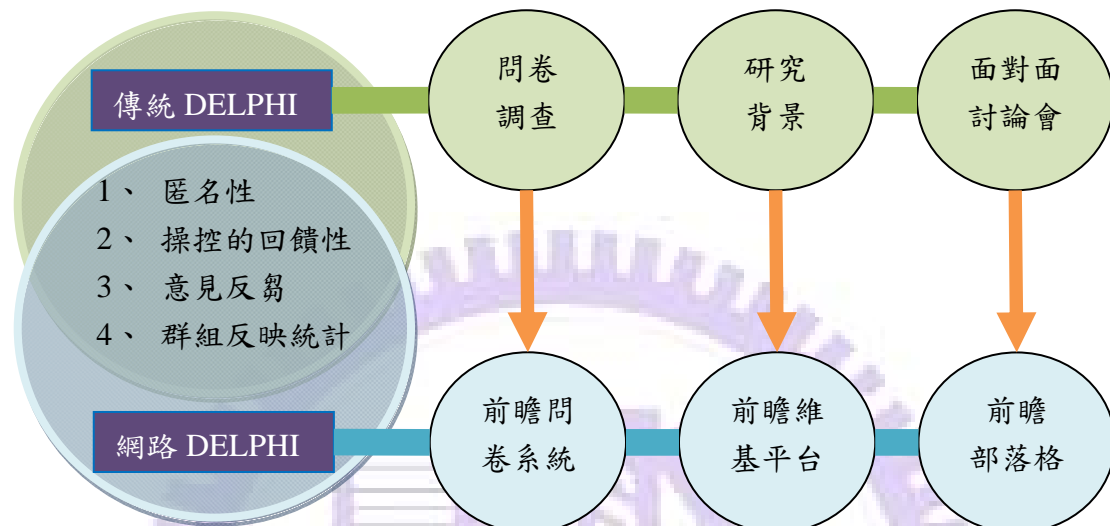 傳統 DELPHI
問卷
調查
研究
背景
面對面
討論會
1、 匿名性
2、 操控的回饋性
3、 意見反芻
4、 群組反映統計
網路 DELPHI
前瞻問
卷系統
前瞻維
基平台
前瞻
部落格